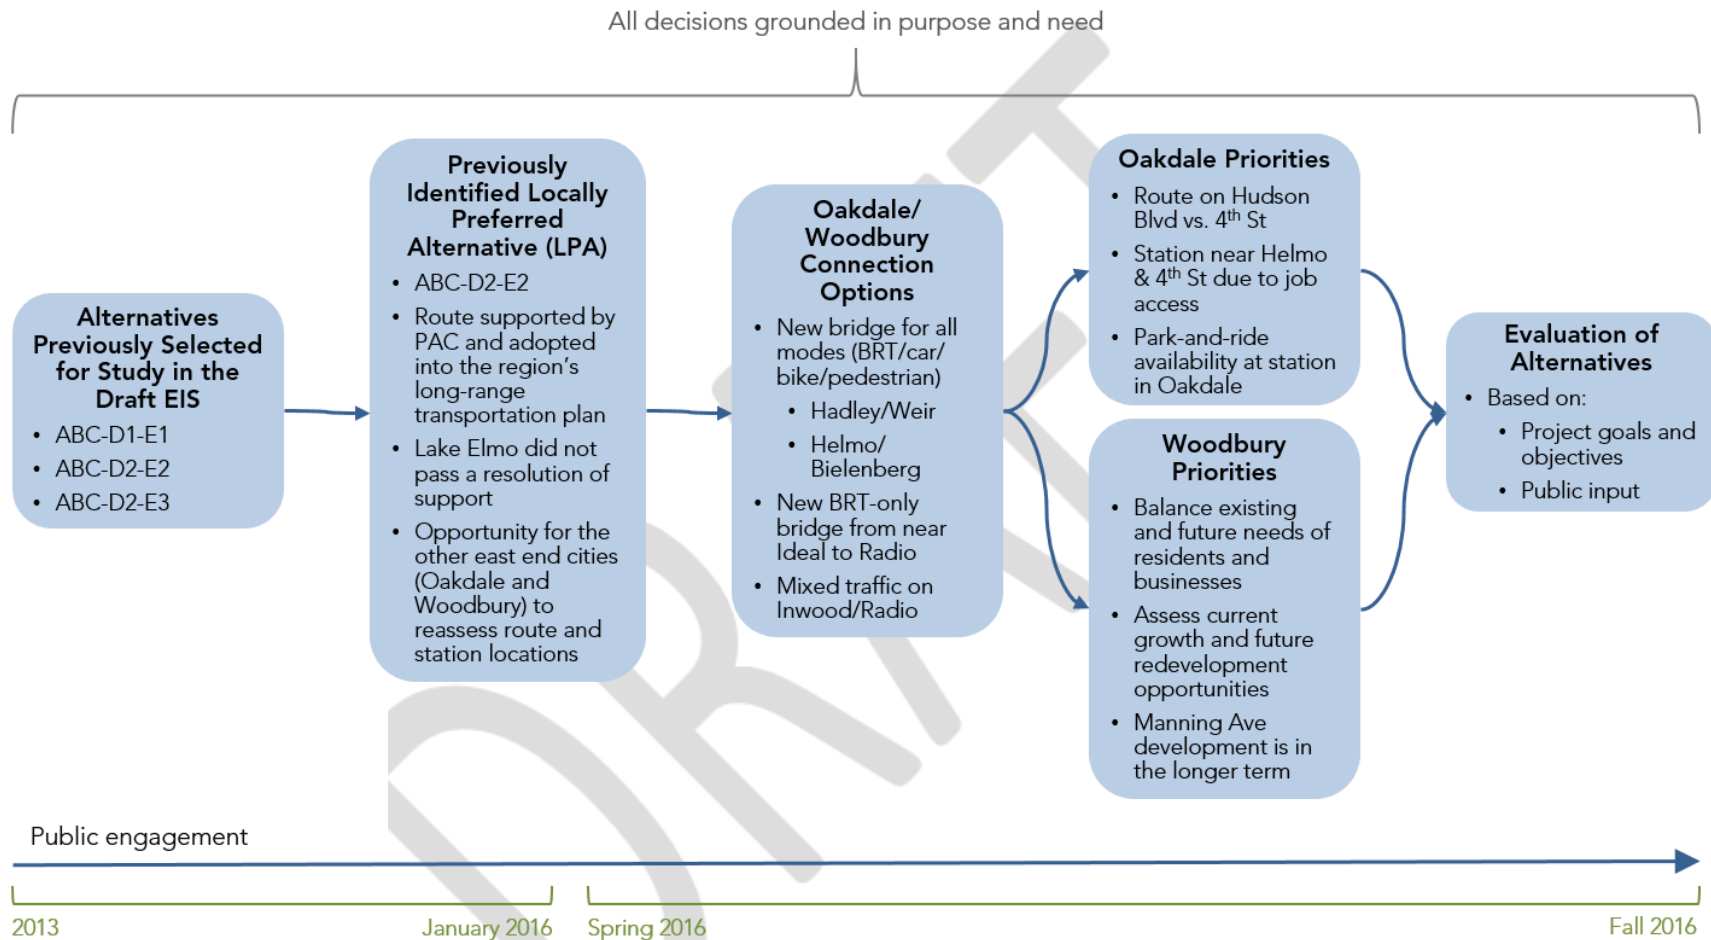 All decisions grounded in purpose and need
Alternatives
Previously Selected
for Study in the
Draft EIS
• ABC-D1-E1
• ABC-D2-E2
• ABC-D2-E3
Previously
Identified Locally
Preferred
Alternative (LPA)
• ABC-D2-E2
• Route supported by
PAC and adopted
into the region's
long-range
transportation plan
• Lake Elmo did not
pass a resolution of
support
• Opportunity for the
other east end cities
(Oakdale and
Woodbury) to
reassess route and
station locations
Oakdale/
Woodbury
Connection
Options
• New bridge for all
modes (BRT/car/
bike/pedestrian)
• Hadley/Weir
• Helmo/
Bielenberg
• New BRT-only
bridge from near
Ideal to Radio
• Mixed traffic on
Inwood/Radio
Oakdale Priorities
• Route on Hudson
Blvd vs. 4th St
• Station near Helmo
& 4th St due to job
access
• Park-and-ride
availability at station
in Oakdale
Woodbury
Priorities
• Balance existing
and future needs of
residents and
businesses
• Assess current
growth and future
redevelopment
opportunities
• Manning Ave
development is in
the longer term
Evaluation of
Alternatives
• Based on:
• Project goals and
objectives
• Public input
DRAFT
Public engagement
2013
January 2016
Spring 2016
Fall 2016